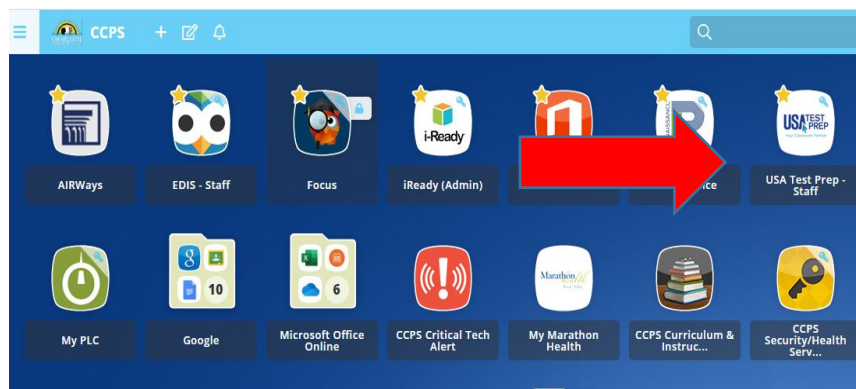 CCPS
i-Ready
USA TEST PREP
AIRWays
EDIS - Staff
Focus
iReady (Admin)
USA Test Prep -
Staff
10
6
Marathon
My PLC
Google
Microsoft Office
Online
CCPS Critical Tech
Alert
My Marathon
Health
CCPS Curriculum &
Instruc...
CCPS
Security/Health
Serv...